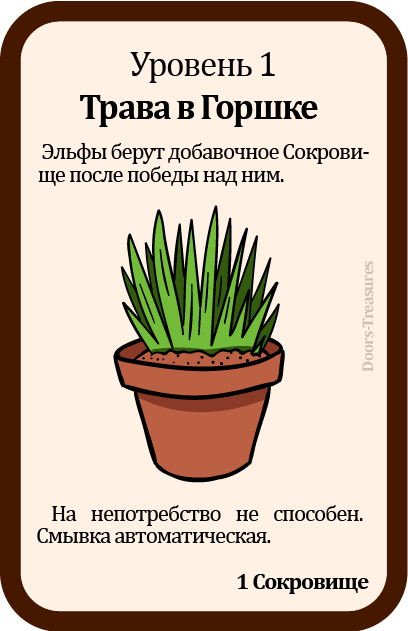 Уровень 1
Трава в Горшке
Эльфы берут добавочное Сокрови-
ще после победы над ним.
Doors-Treasures
На непотребство не способен.
Смывка автоматическая.
1 Сокровище